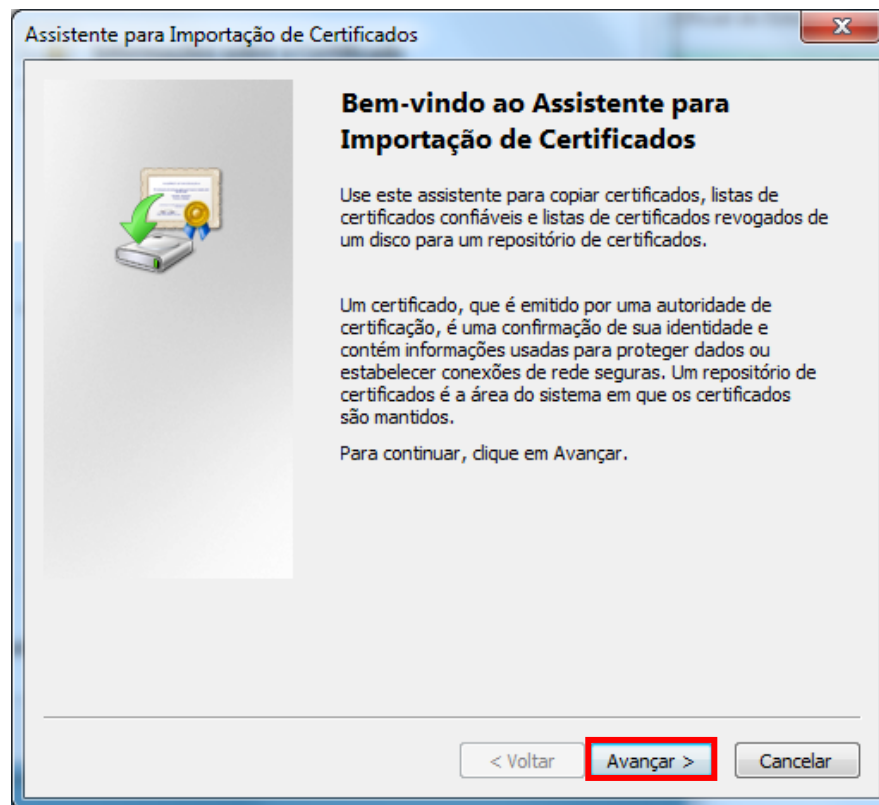 Assistente para Importação de Certificados
Bem-vindo ao Assistente para
Importação de Certificados
Use este assistente para copiar certificados, listas de
certificados confiáveis e listas de certificados revogados de
um disco para um repositório de certificados.
Um certificado, que é emitido por uma autoridade de
certificação, é uma confirmação de sua identidade e
contém informações usadas para proteger dados ou
estabelecer conexões de rede seguras. Um repositório de
certificados é a área do sistema em que os certificados
são mantidos.
Para continuar, clique em Avançar.
< Voltar Avançar > Cancelar